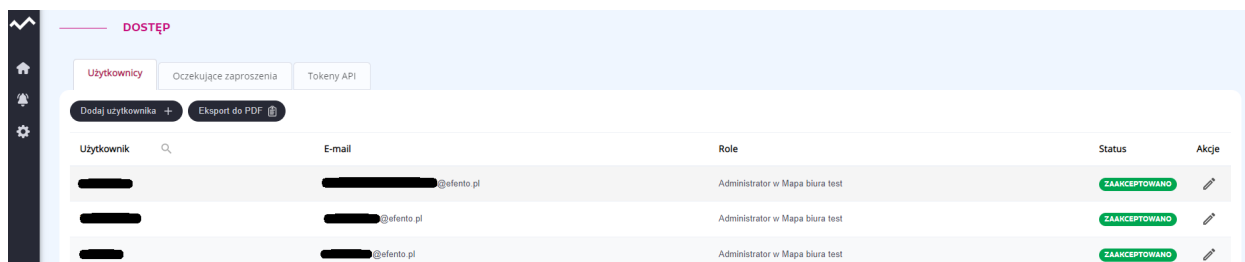 DOSTĘP
Użytkownicy Oczekujące zaproszenia Tokeny API
Dodaj użytkownika + Eksport do PDF
Użytkownik E-mail Role Status Akcje
@efento.pl Administrator w Mapa biura test ZAAKCEPTOWANO
@efento.pl Administrator w Mapa biura test ZAAKCEPTOWANO
@efento.pl Administrator w Mapa biura test ZAAKCEPTOWANO